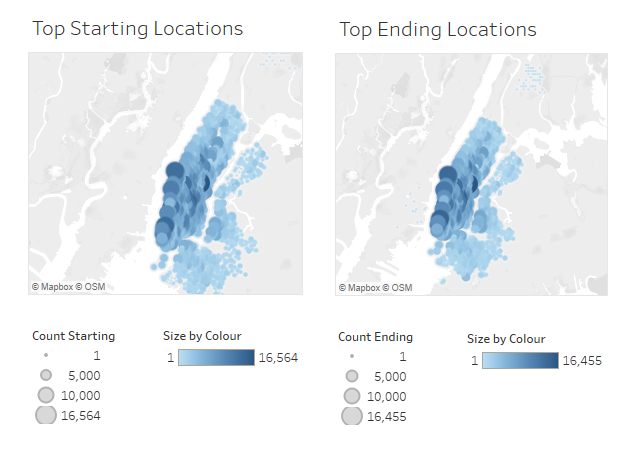 Top Starting Locations
Top Ending Locations
© Mapbox © OSM
© Mapbox © OSM
Count Starting
1
5,000
10,000
16,564
Size by Colour
1 16,564
Count Ending
1
5,000
10,000
16,455
Size by Colour
1 16,455